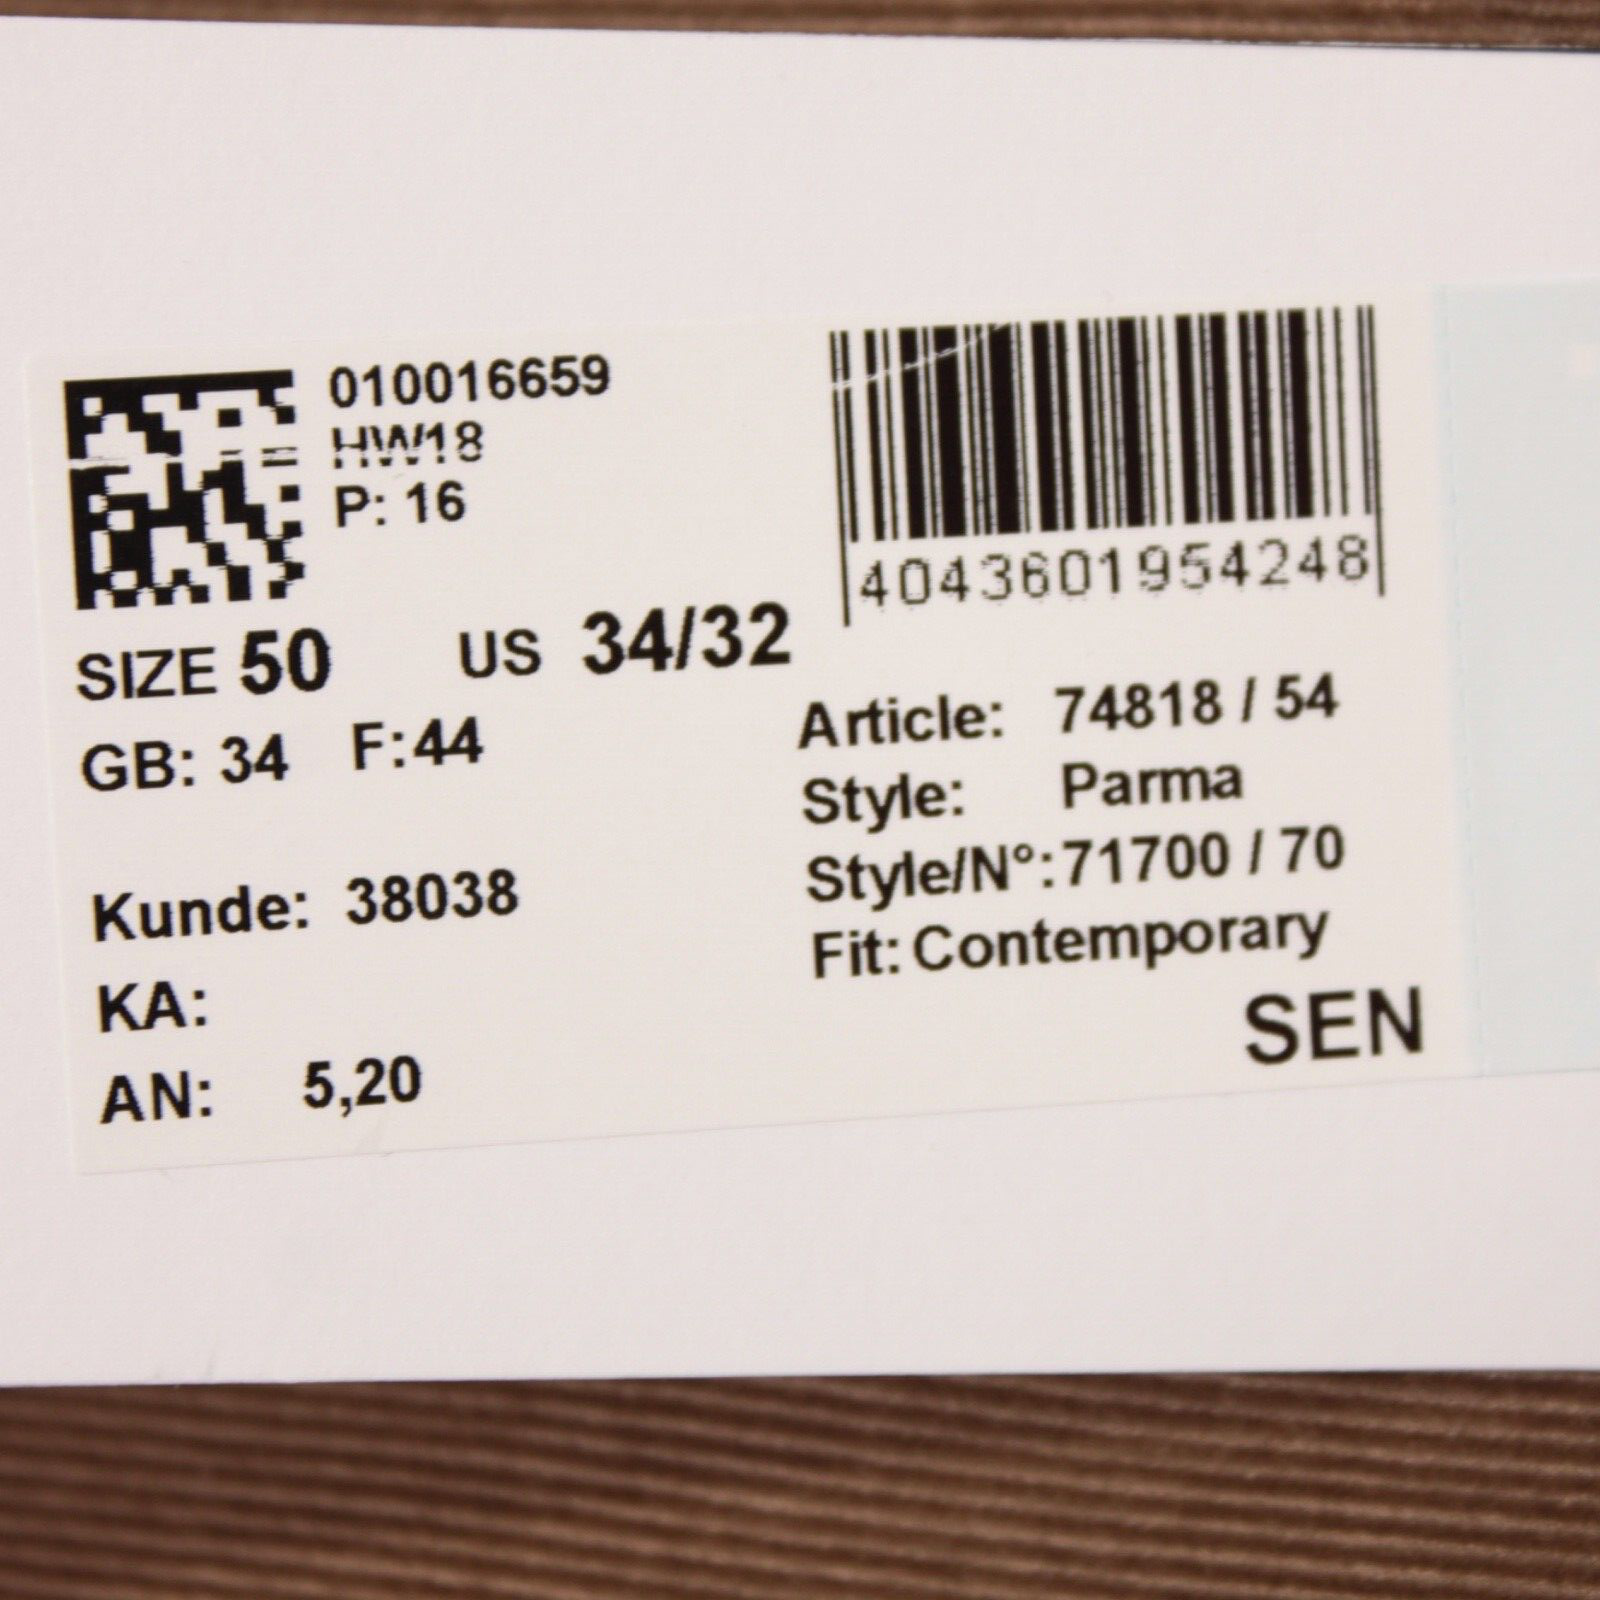 010016659
HW18
P: 16
4043601954248
SIZE 50 US 34/32
GB: 34 F:44
Article: 74818 / 54
Style: Parma
Style/N°: 71700 / 70
Fit: Contemporary
Kunde: 38038
KA:
AN: 5,20
SEN